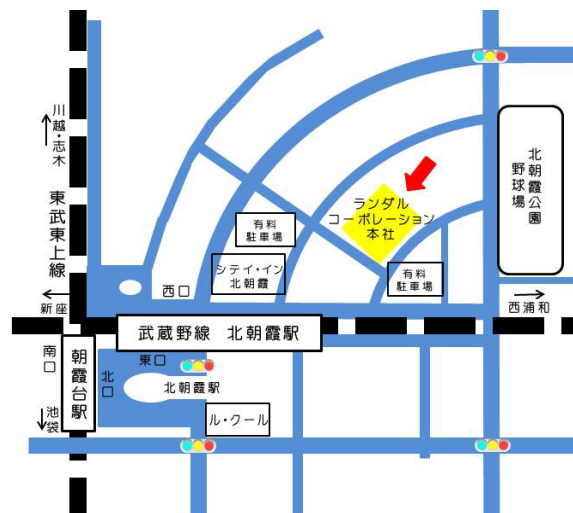 川越・志木
東武東上線
北朝霞公園
野球場
ランダル
コーポレーション
本社
有料
駐車場
シテイ・イン
北朝霞
有料
駐車場
西口
新座
西浦和
武蔵野線 北朝霞駅
南口
朝霞台駅
北口
東口
北朝霞駅
ル・クール
池袋